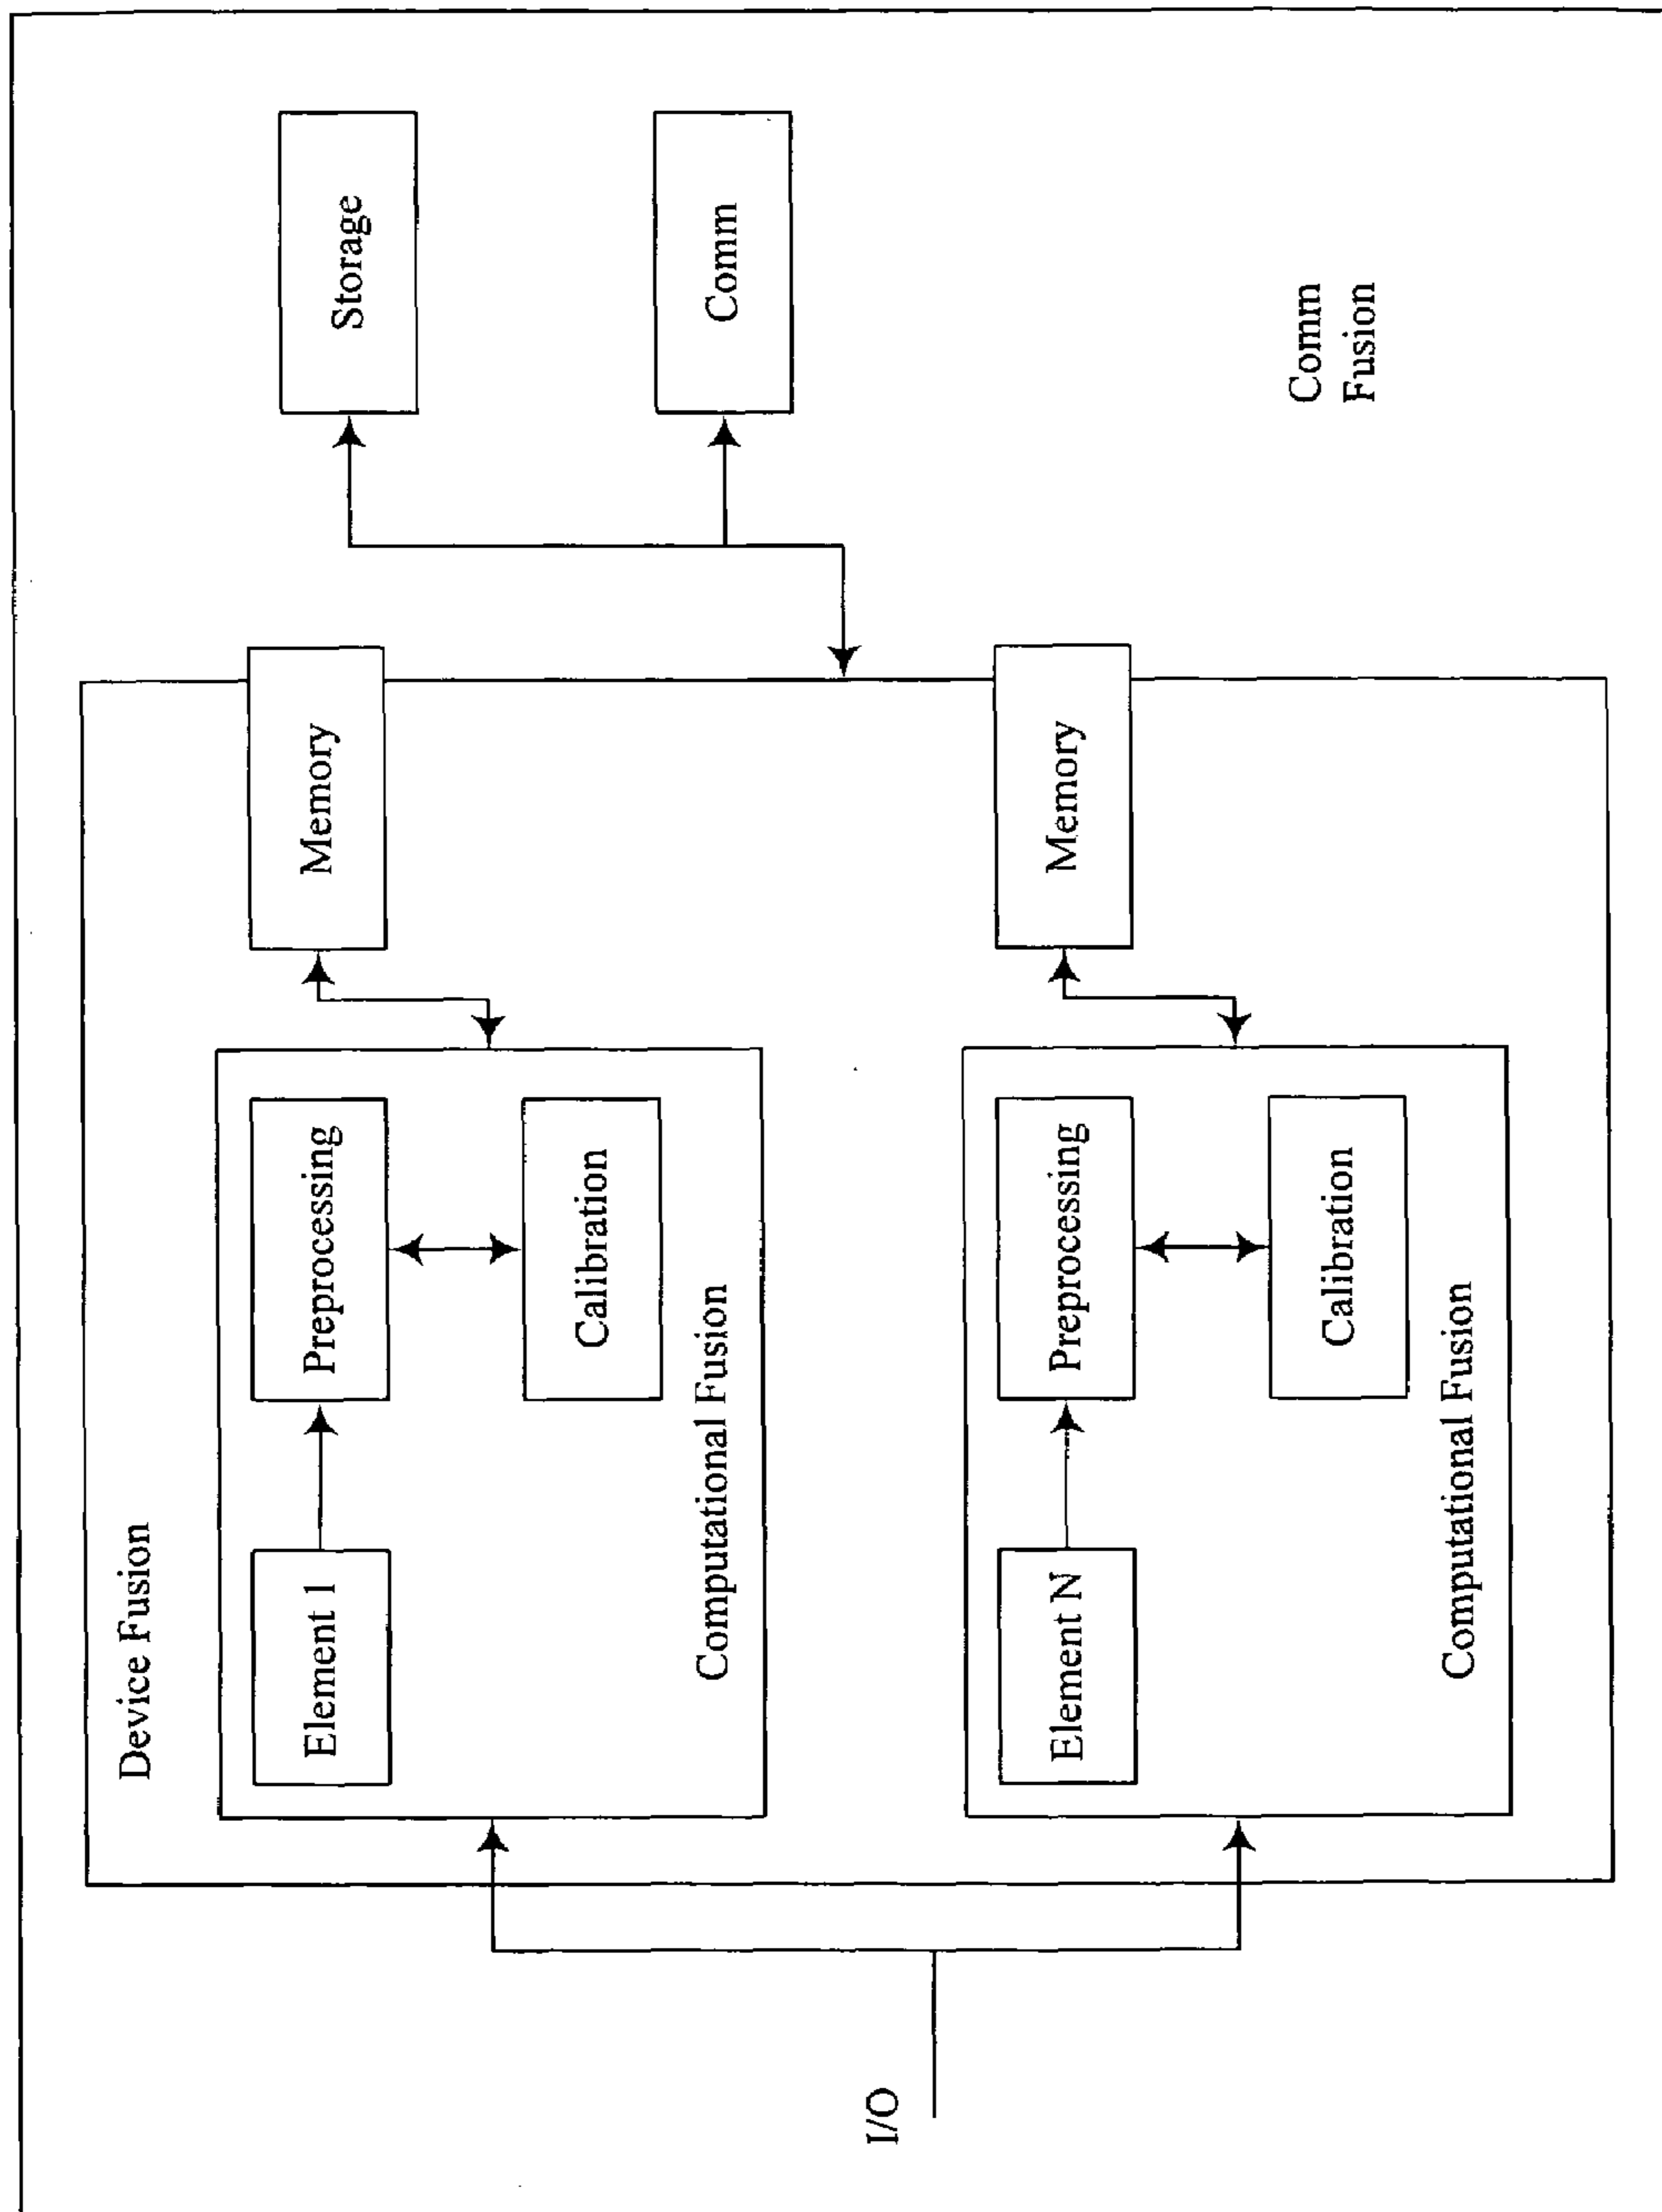 Device Fusion
Element 1
Preprocessing
Calibration
Computational Fusion
Memory
Storage
Comm
I/O
Element N
Preprocessing
Calibration
Computational Fusion
Memory
Comm
Fusion